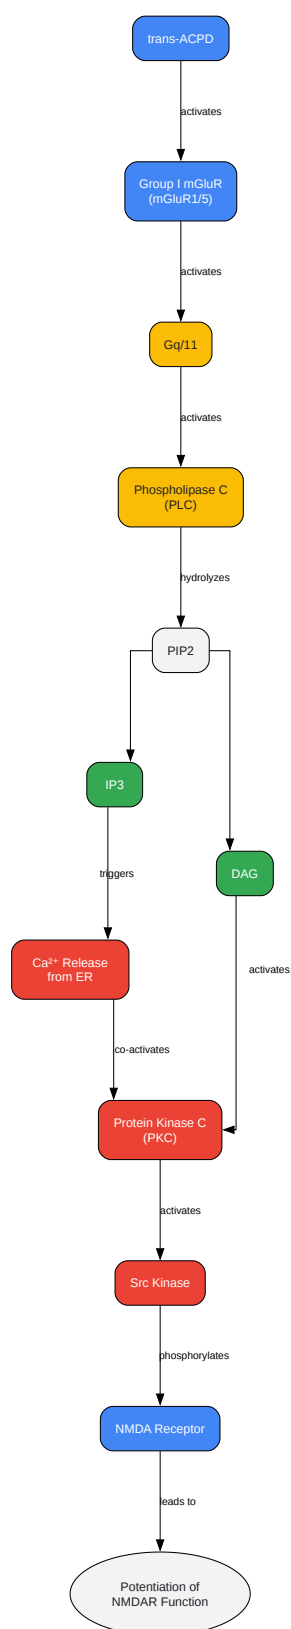 trans-ACPD
activates
Group I mGluR
(mGluR1/5)
activates
Gq/11
activates
Phospholipase C
(PLC)
hydrolyzes
PIP2
IP3
DAG
triggers
Ca²⁺ Release
from ER
activates
co-activates
Protein Kinase C
(PKC)
activates
Src Kinase
phosphorylates
NMDA Receptor
leads to
Potentiation of
NMDAR Function